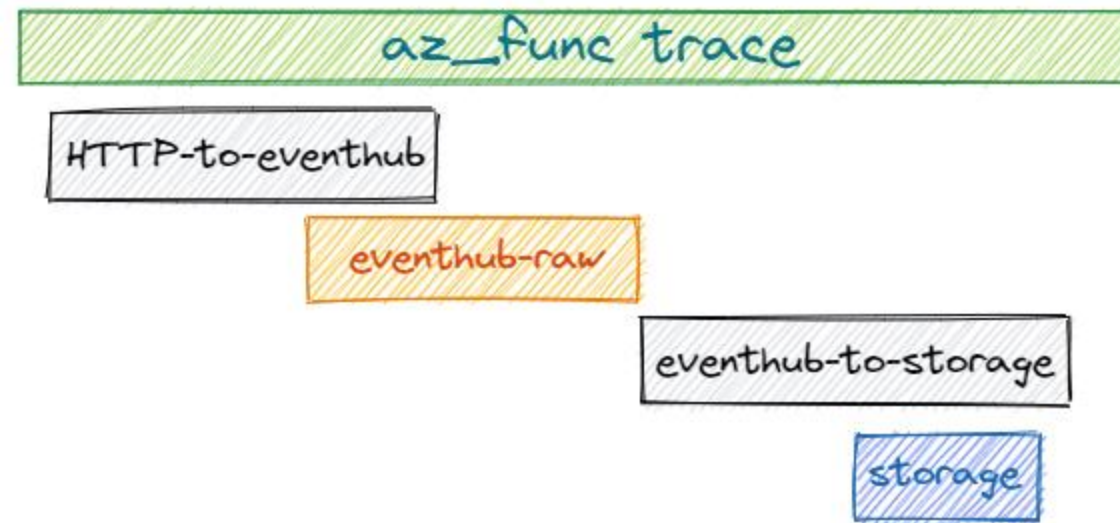 az_func trace
HTTP-to-eventhub
eventhub-raw
eventhub-to-storage
storage